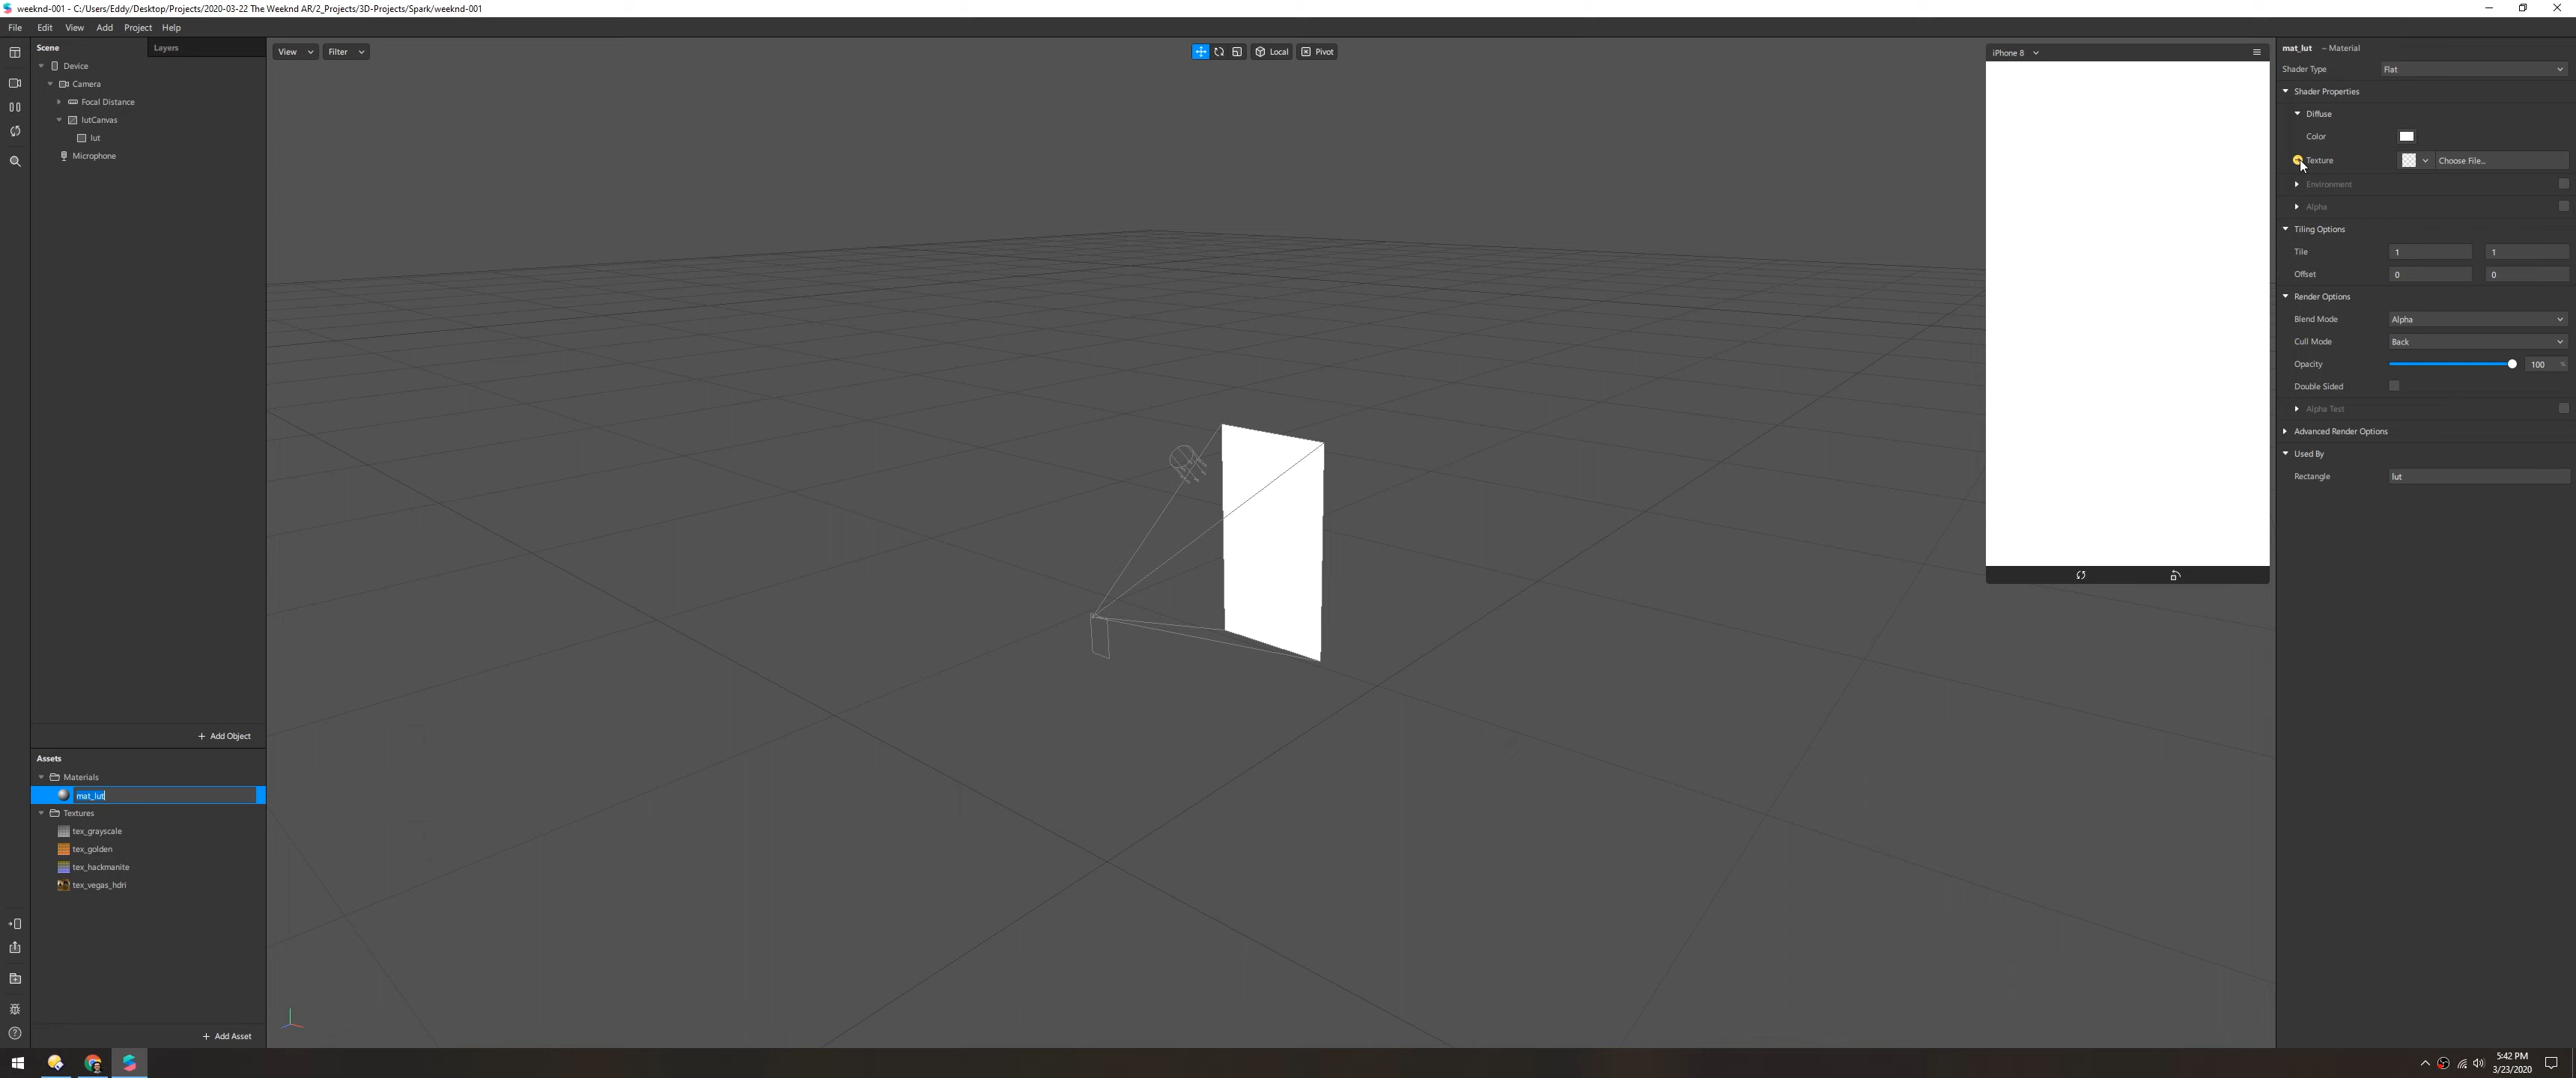 weeknd-001 - C:/Users/Eddy/Desktop/Projects/2020-03-22 The Weeknd AR/2_Projects/3D-Projects/Spark/weeknd-001
File Edit View Add Project Help
Scene Layers
Device
Camera
Focal Distance
lutCanvas
lut
Microphone
+ Add Object
Assets
Materials
mat_lut
Textures
tex_grayscale
tex_golden
tex_hackmanite
tex_vegas_hdri
+ Add Asset
View Filter
Local Pivot
iPhone 8
mat_lut - Material
Shader Type Flat
Shader Properties
Diffuse
Color
Texture Choose File...
Environment
Alpha
Tiling Options
Tile 1 1
Offset 0 0
Render Options
Blend Mode Alpha
Cull Mode Back
Opacity 100 %
Double Sided
Alpha Test
Advanced Render Options
Used By
Rectangle lut
5:42 PM
3/23/2020